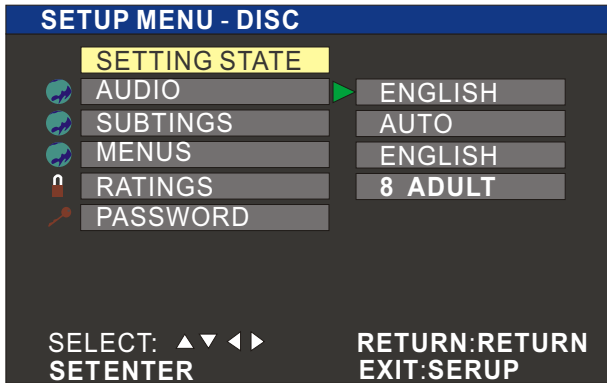 SETUP MENU - DISC
SETTING STATE
AUDIO ENGLISH
SUBTINGS AUTO
MENUS ENGLISH
RATINGS 8 ADULT
PASSWORD
SELECT: ▲▼◀▶ RETURN:RETURN
SETENTER EXIT:SERUP